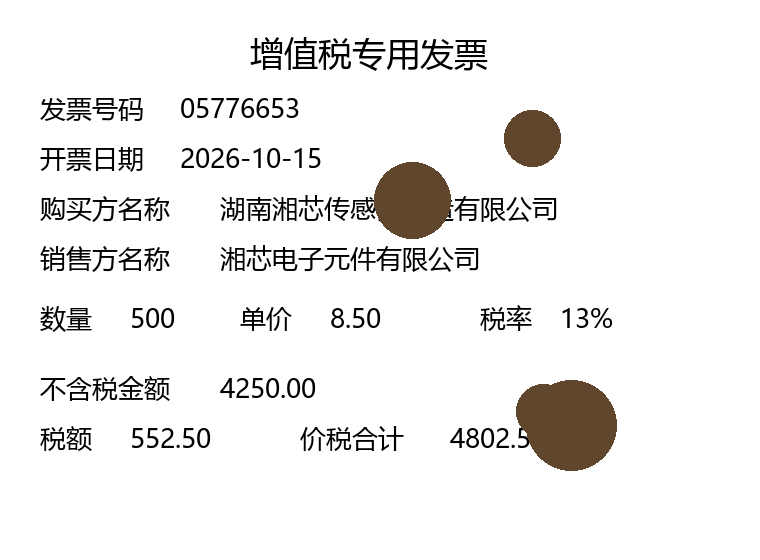 增值税专用发票
发票号码 05776653
开票日期 2026-10-15
购买方名称 湖南湘芯传感 有限公司
销售方名称 湘芯电子元件有限公司
数量 500 单价 8.50 税率 13%
不含税金额 4250.00
税额 552.50 价税合计